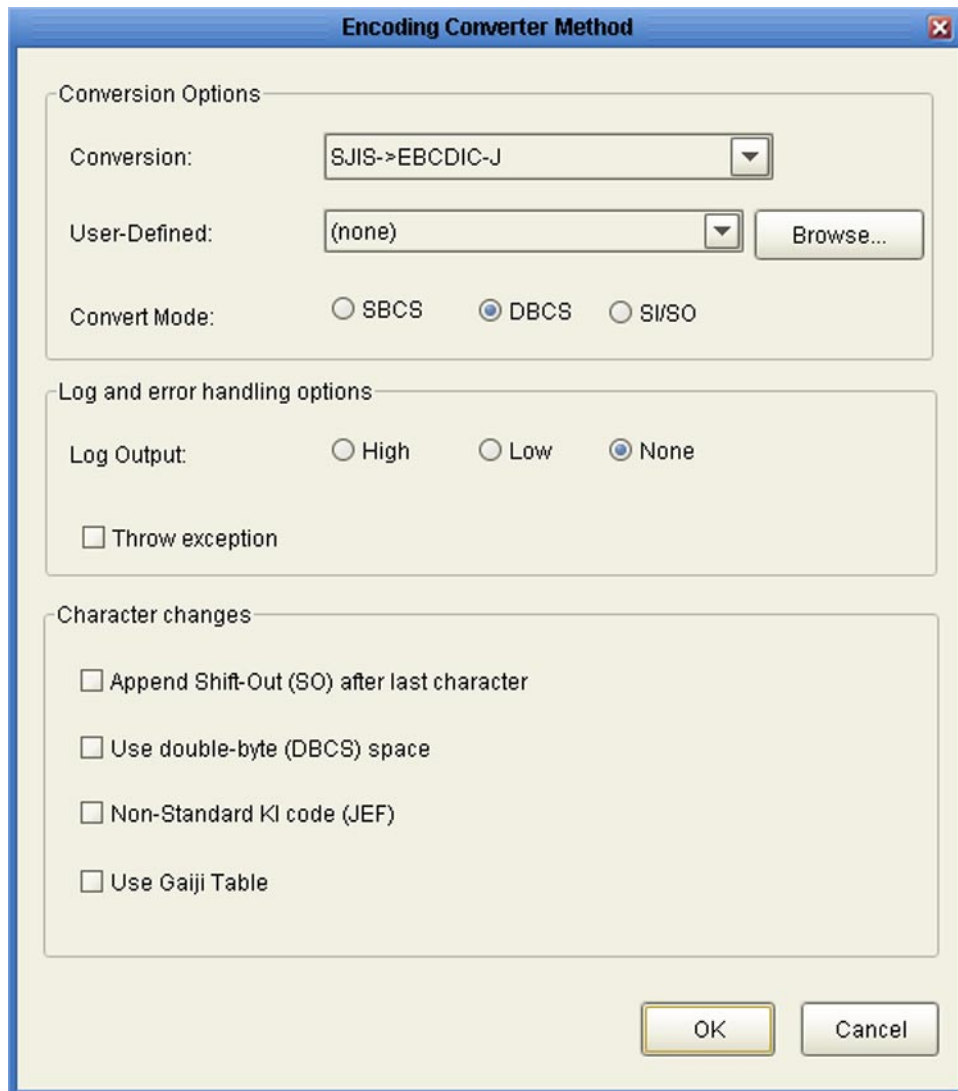 Encoding Converter Method
Conversion Options
Conversion: SJIS->EBCDIC-J
User-Defined: (none) Browse...
Convert Mode: SBCS DBCS SI/SO
Log and error handling options
Log Output: High Low None
Throw exception
Character changes
Append Shift-Out (SO) after last character
Use double-byte (DBCS) space
Non-Standard KI code (JEF)
Use Gaiji Table
OK Cancel